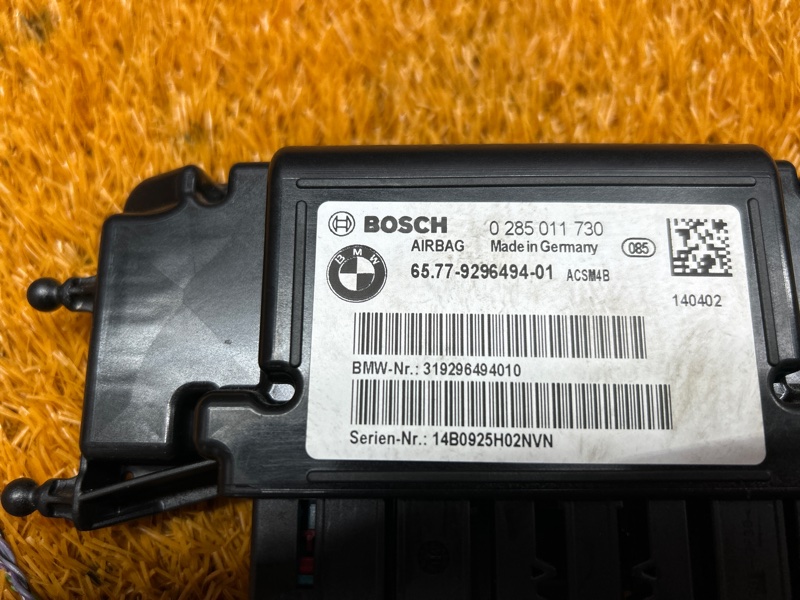 BOSCH 0 285 011 730
AIRBAG Made in Germany 085
BMW
65.77-9296494-01 ACSM4B
140402
BMW-Nr.: 319296494010
Serien-Nr.: 14B0925H02NVN